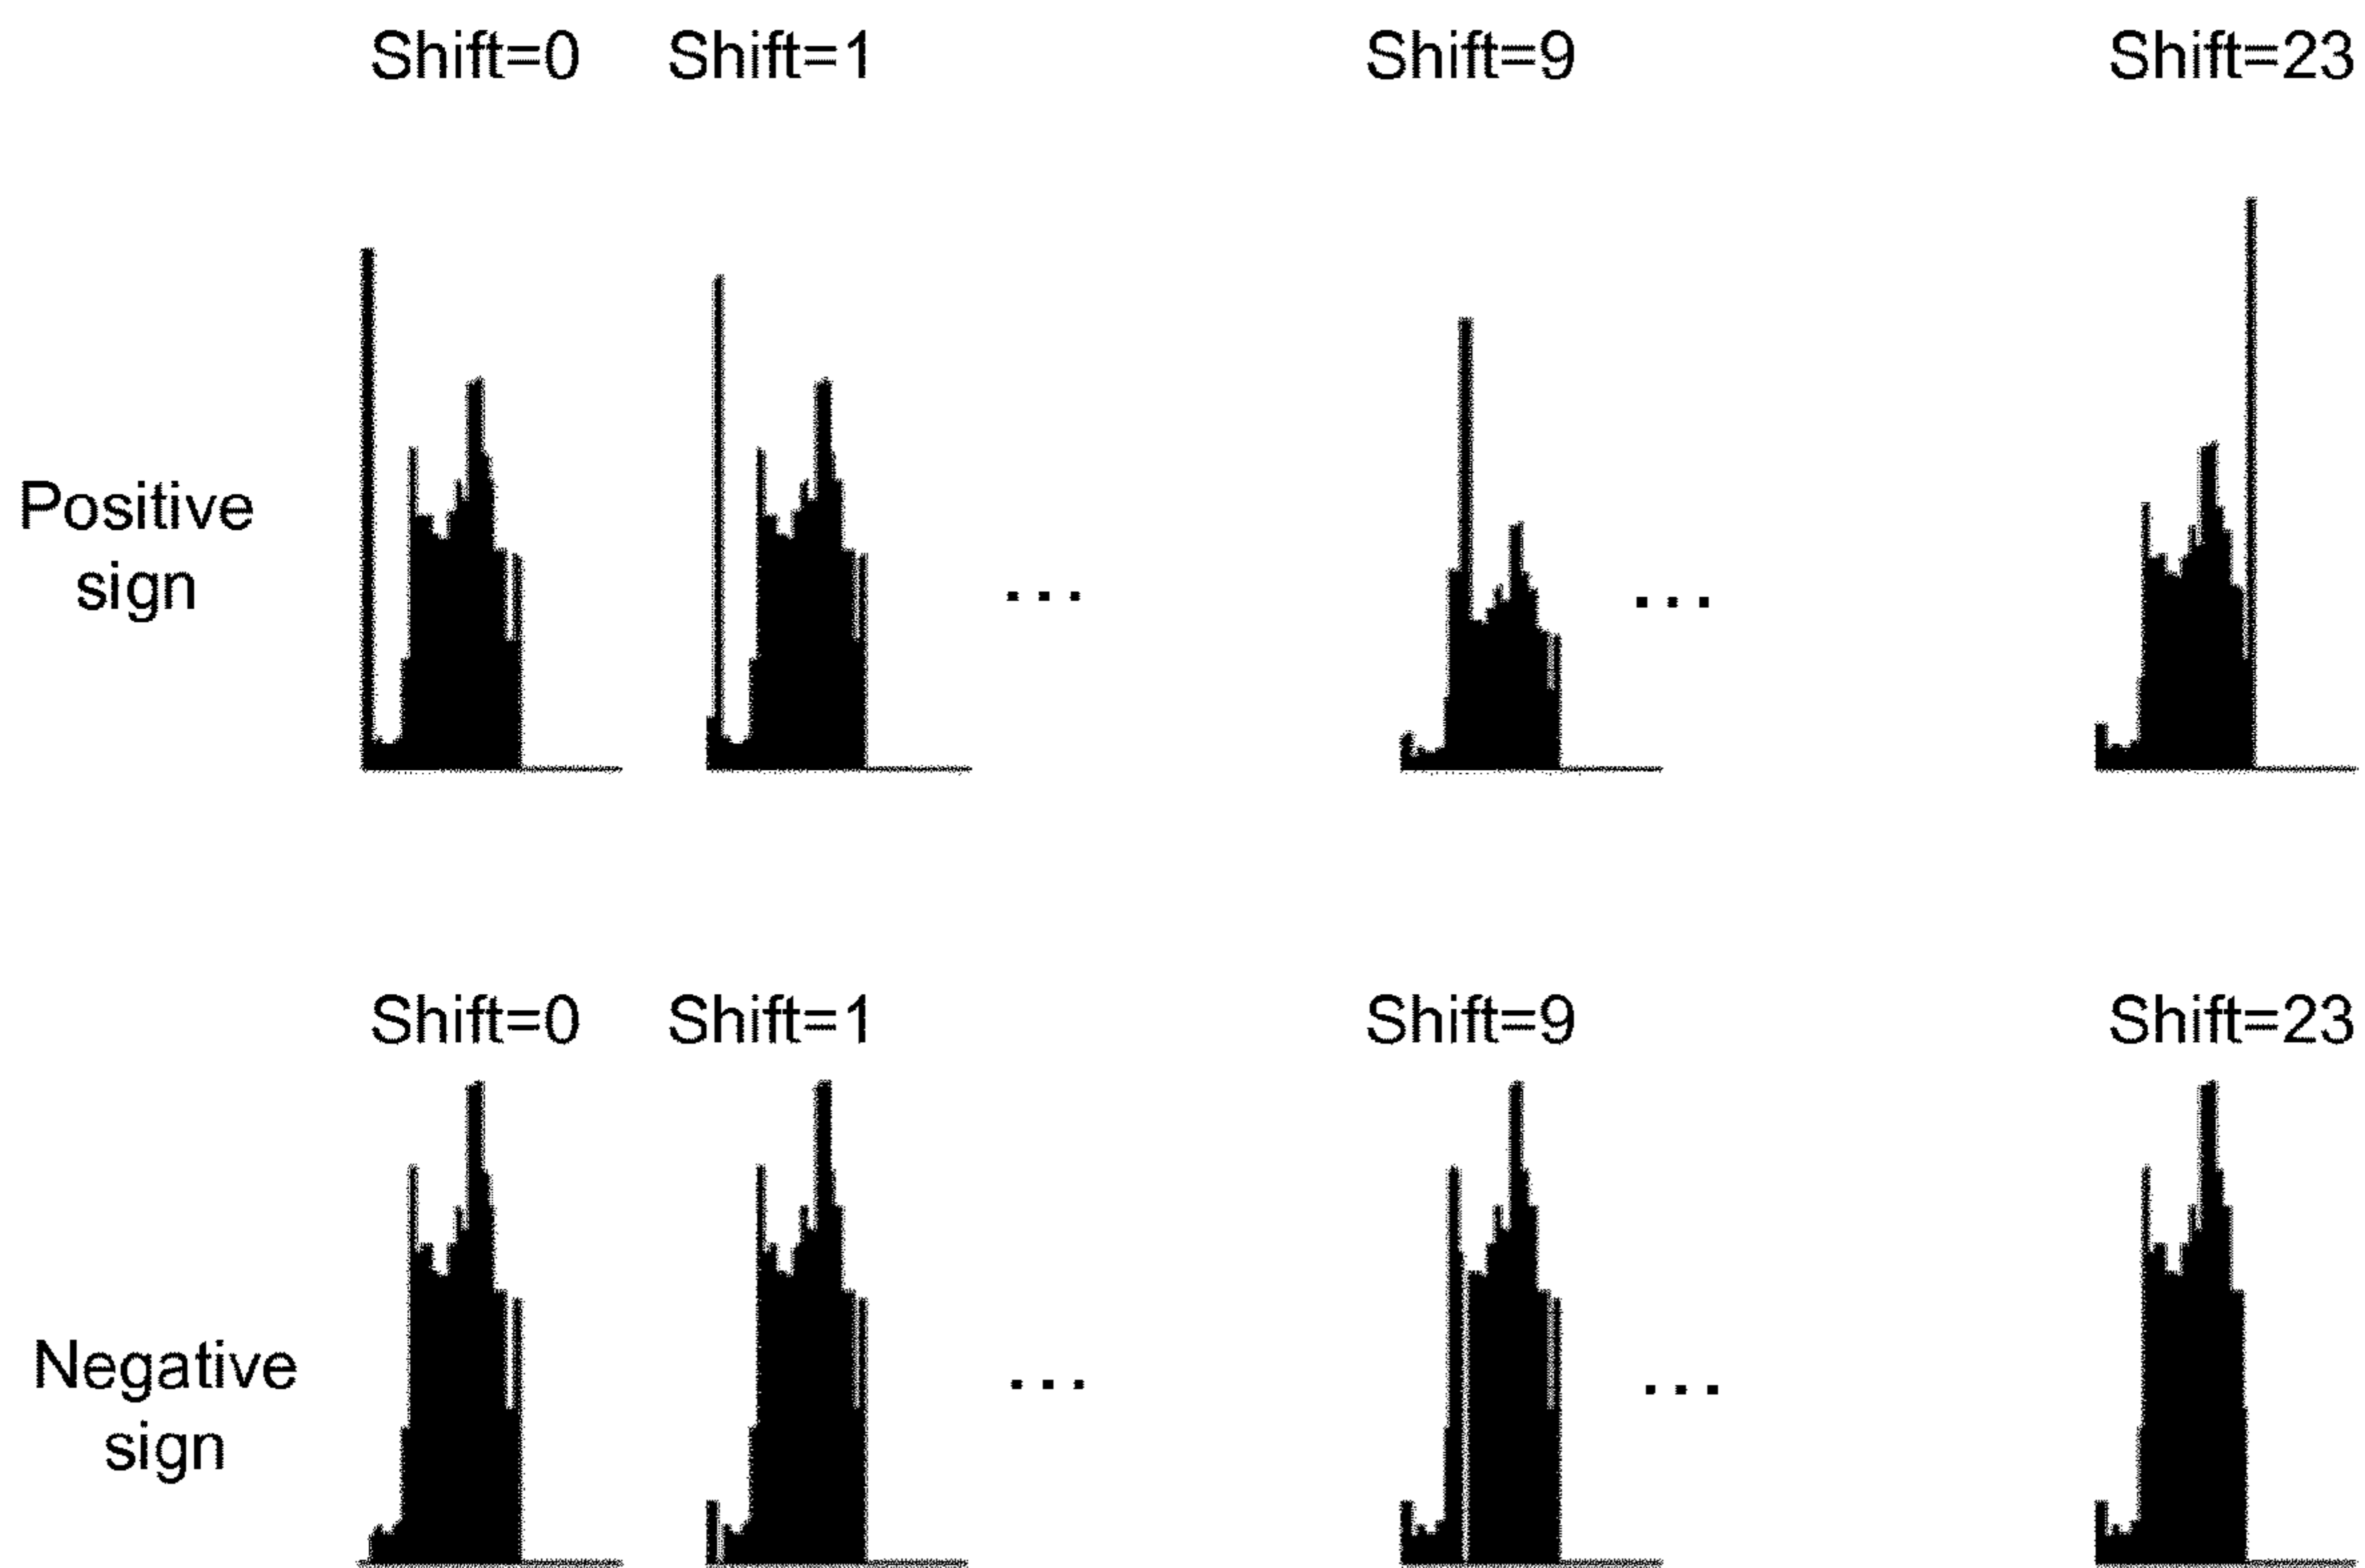 Shift=0 Shift=1 Shift=9 Shift=23
Positive
sign
... ...
Shift=0 Shift=1 Shift=9 Shift=23
Negative
sign
... ...